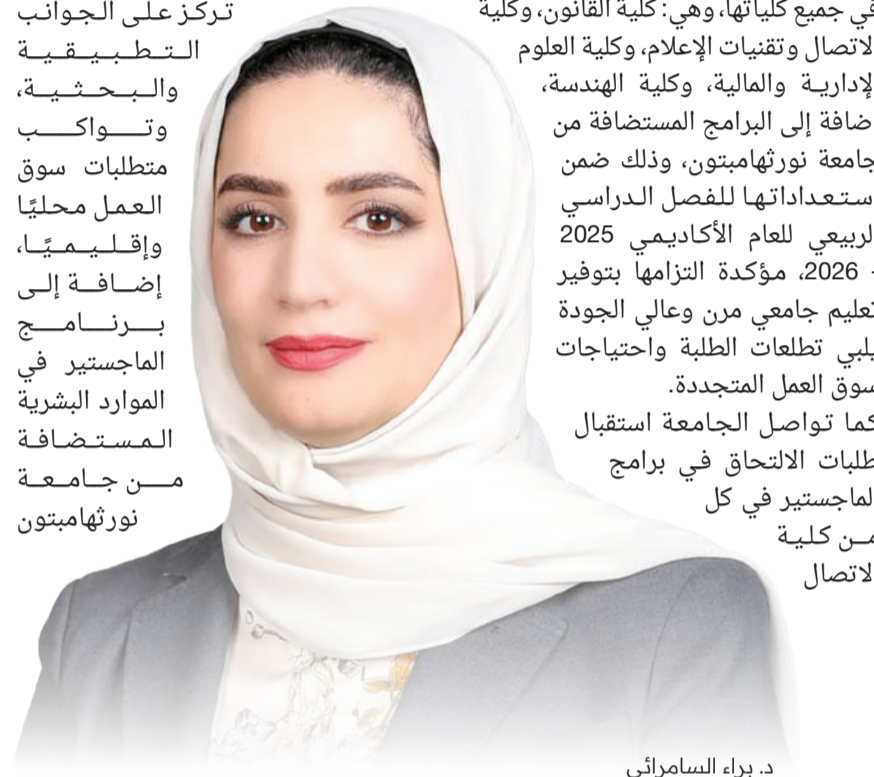 في جميع كلياتها، وهي: كلية القانون، وكلية
لاتصال وتقنيات الإعلام، وكلية العلوم
لإدارية والمالية، وكلية الهندسة،
ضافة إلى البرامج المستضافة من
جامعة نورثهامبتون، وذلك ضمن
ستعداداتها للفصل الدراسي
لربيعي للعام الأكاديمي 2025
- 2026، مؤكدة التزامها بتوفير
تعليم جامعي مرن وعالي الجودة
يلبي تطلعات الطلبة واحتياجات
سوق العمل المتجددة.
كما تواصل الجامعة استقبال
طلبات الالتحاق في برامج
لماجستير في كل
من كلية
لاتصال
تركز على الجوانب
التطبيقية
والبحثية،
وتواكب
متطلبات سوق
العمل محليًا
وإقليميًا،
إضافة إلى
برنامج
الماجستير في
الموارد البشرية
المستضافة
من جامعة
نورثهامبتون
د. براء السامرائي